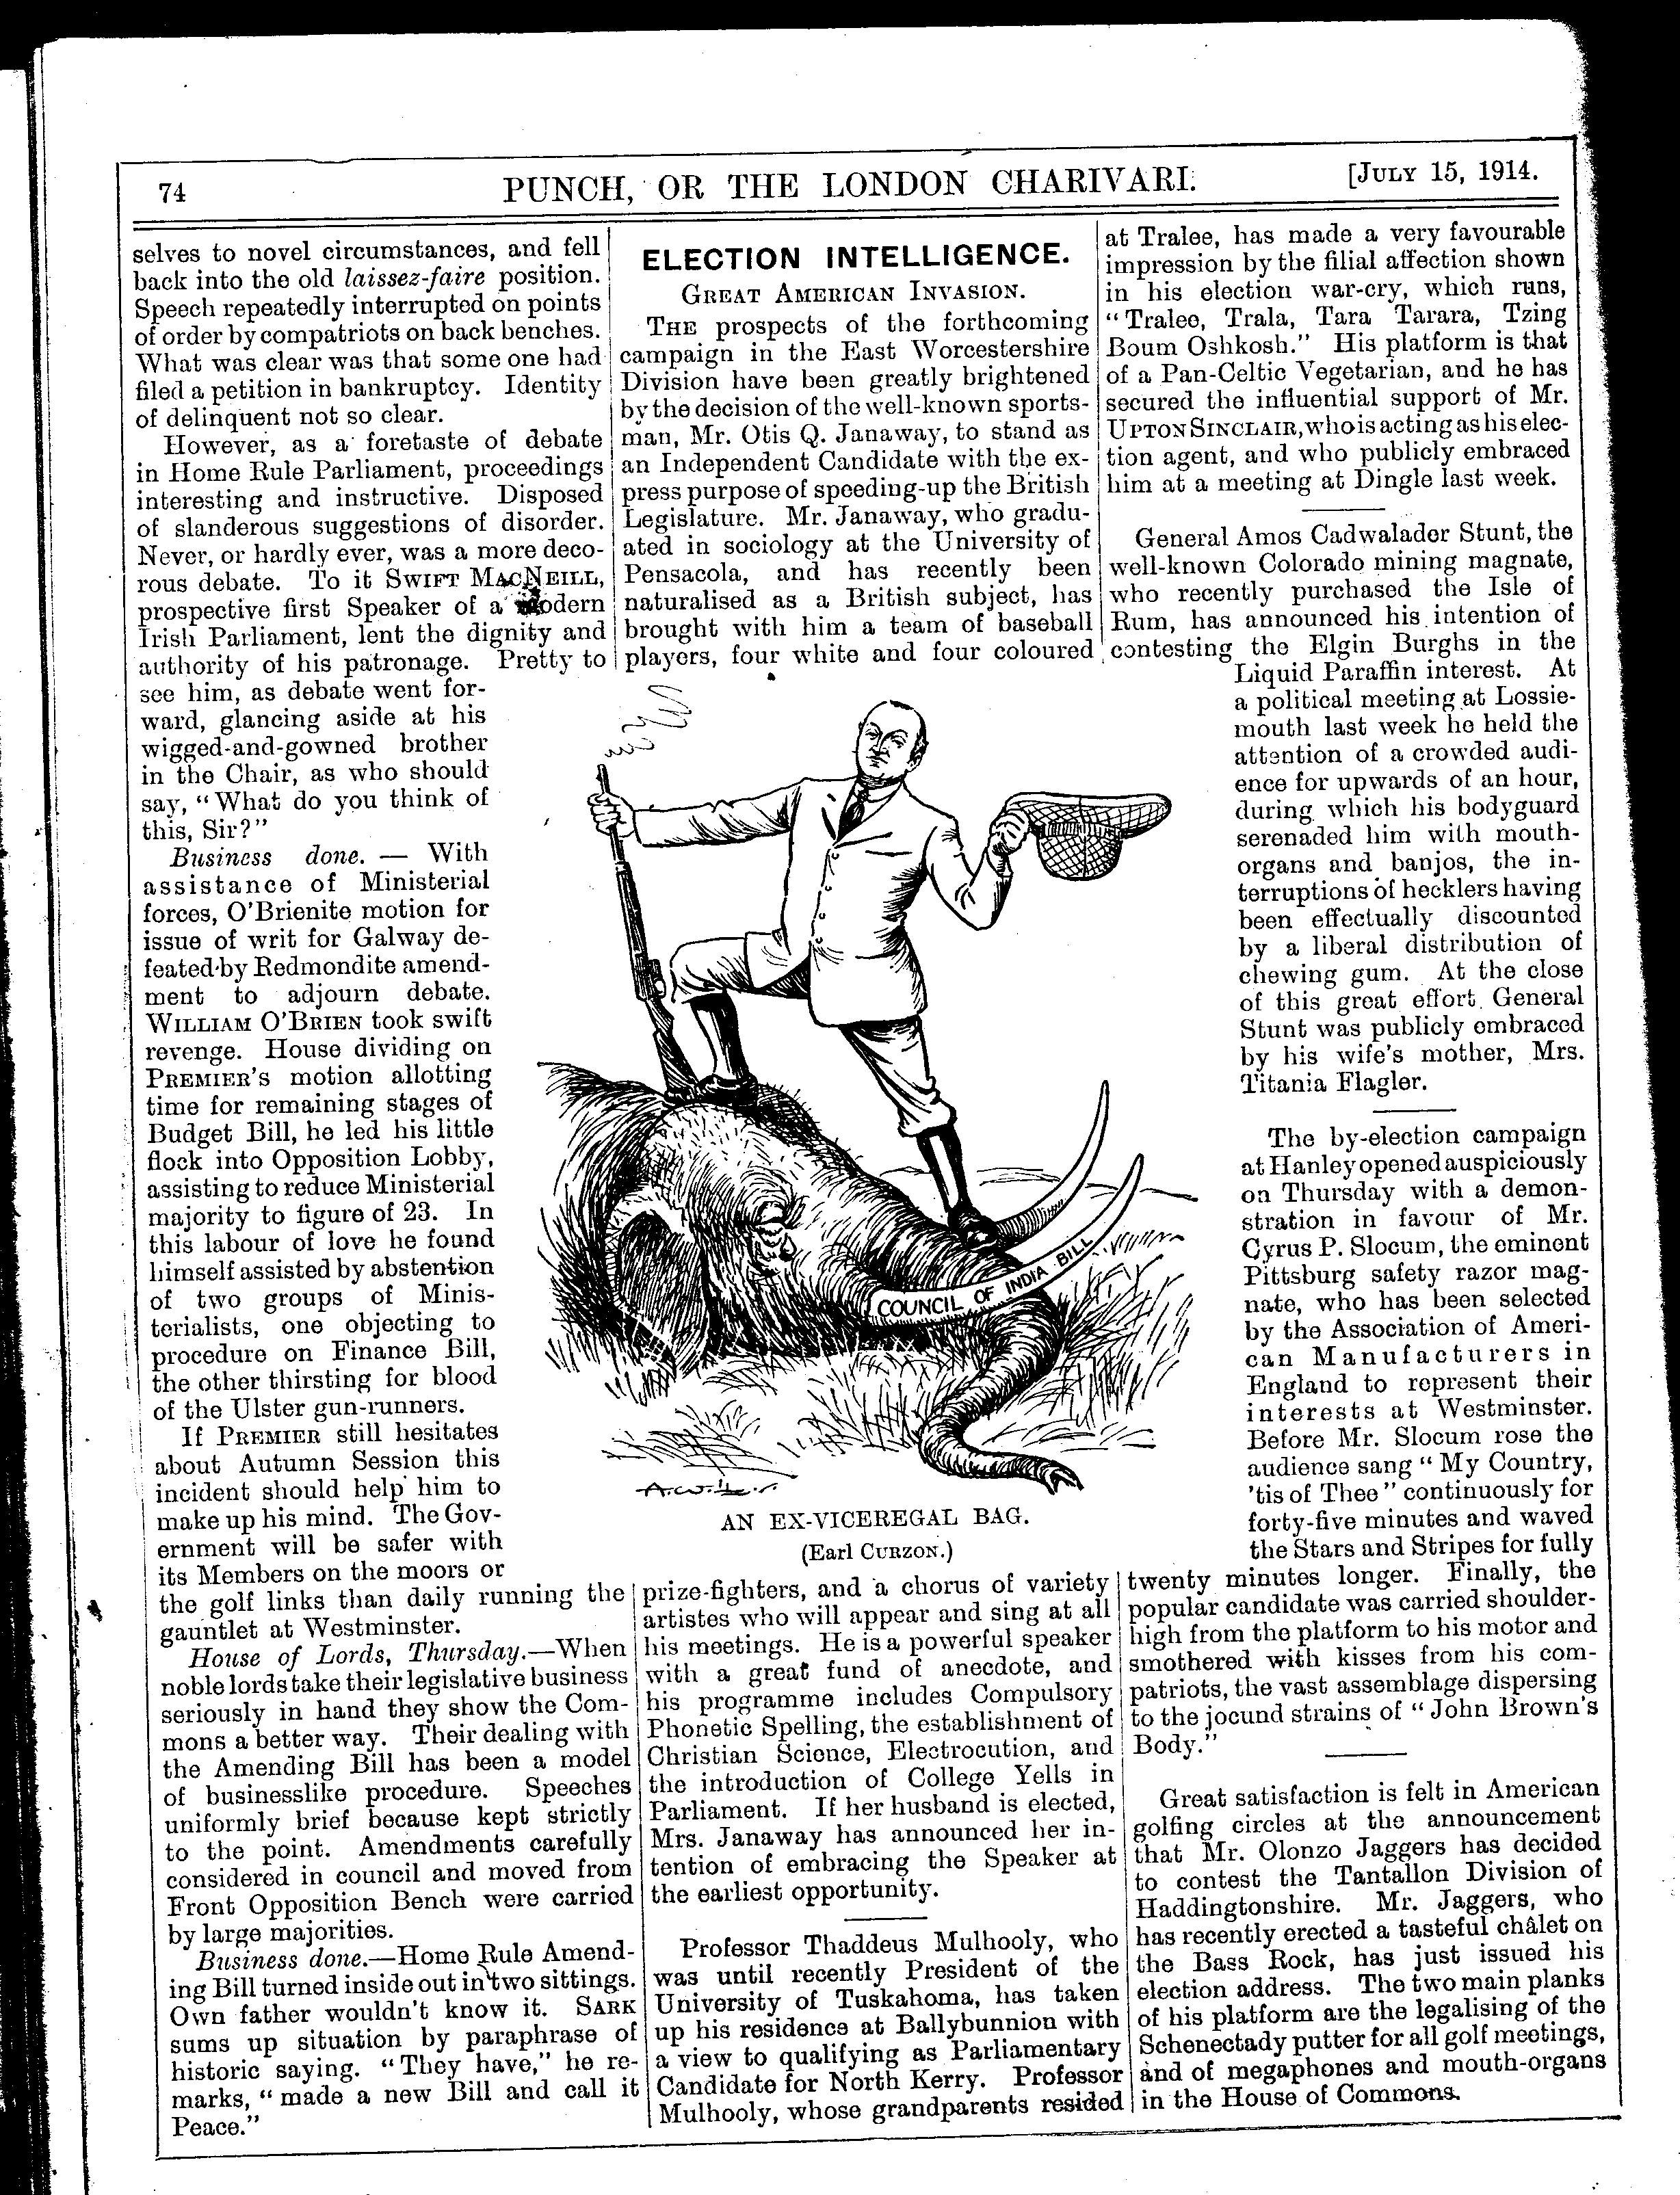 74
PUNCH, OR THE LONDON CHARIVARI.
[JULY 15, 1914.
selves to novel circumstances, and fell
back into the old laissez-faire position.
Speech repeatedly interrupted on points
of order by compatriots on back benches.
What was clear was that some one had
filed a petition in bankruptcy. Identity
of delinquent not so clear.
However, as a foretaste of debate
in Home Rule Parliament, proceedings
interesting and instructive. Disposed
of slanderous suggestions of disorder.
Never, or hardly ever, was a more deco-
rous debate. To it SWIFT MACNEILL,
prospective first Speaker of a modern
Irish Parliament, lent the dignity and
authority of his patronage. Pretty to
see him, as debate went for-
ward, glancing aside at his
wigged-and-gowned brother
in the Chair, as who should
say, "What do you think of
this, Sir?"
Business done. — With
assistance of Ministerial
forces, O'Brienite motion for
issue of writ for Galway de-
feated by Redmondite amend-
ment to adjourn debate.
WILLIAM O'BRIEN took swift
revenge. House dividing on
PREMIER'S motion allotting
time for remaining stages of
Budget Bill, he led his little
flock into Opposition Lobby,
assisting to reduce Ministerial
majority to figure of 23. In
this labour of love he found
himself assisted by abstention
of two groups of Minis-
terialists, one objecting to
procedure on Finance Bill,
the other thirsting for blood
of the Ulster gun-runners.
If PREMIER still hesitates
about Autumn Session this
incident should help him to
make up his mind. The Gov-
ernment will be safer with
its Members on the moors or
the golf links than daily running the
gauntlet at Westminster.
House of Lords, Thursday.—When
noble lords take their legislative business
seriously in hand they show the Com-
mons a better way. Their dealing with
the Amending Bill has been a model
of businesslike procedure. Speeches
uniformly brief because kept strictly
to the point. Amendments carefully
considered in council and moved from
Front Opposition Bench were carried
by large majorities.
Business done.—Home Rule Amend-
ing Bill turned inside out in two sittings.
Own father wouldn't know it. SARK
sums up situation by paraphrase of
historic saying. "They have," he re-
marks, "made a new Bill and call it
Peace."
ELECTION INTELLIGENCE.
GREAT AMERICAN INVASION.
THE prospects of the forthcoming
campaign in the East Worcestershire
Division have been greatly brightened
by the decision of the well-known sports-
man, Mr. Otis Q. Janaway, to stand as
an Independent Candidate with the ex-
press purpose of speeding-up the British
Legislature. Mr. Janaway, who gradu-
ated in sociology at the University of
Pensacola, and has recently been
naturalised as a British subject, has
brought with him a team of baseball
players, four white and four coloured
COUNCIL OF INDIA BILL
AN EX-VICEREGAL BAG.
(Earl CURZON.)
prize-fighters, and a chorus of variety
artistes who will appear and sing at all
his meetings. He is a powerful speaker
with a great fund of anecdote, and
his programme includes Compulsory
Phonetic Spelling, the establishment of
Christian Science, Electrocution, and
the introduction of College Yells in
Parliament. If her husband is elected,
Mrs. Janaway has announced her in-
tention of embracing the Speaker at
the earliest opportunity.
Professor Thaddeus Mulhooly, who
was until recently President of the
University of Tuskahoma, has taken
up his residence at Ballybunnion with
a view to qualifying as Parliamentary
Candidate for North Kerry. Professor
Mulhooly, whose grandparents resided
at Tralee, has made a very favourable
impression by the filial affection shown
in his election war-cry, which runs,
"Tralee, Trala, Tara Tarara, Tzing
Boum Oshkosh." His platform is that
of a Pan-Celtic Vegetarian, and he has
secured the influential support of Mr.
UPTON SINCLAIR, who is acting as his elec-
tion agent, and who publicly embraced
him at a meeting at Dingle last week.
General Amos Cadwalader Stunt, the
well-known Colorado mining magnate,
who recently purchased the Isle of
Rum, has announced his intention of
contesting the Elgin Burghs in the
Liquid Paraffin interest. At
a political meeting at Lossie-
mouth last week he held the
attention of a crowded audi-
ence for upwards of an hour,
during which his bodyguard
serenaded him with mouth-
organs and banjos, the in-
terruptions of hecklers having
been effectually discounted
by a liberal distribution of
chewing gum. At the close
of this great effort General
Stunt was publicly embraced
by his wife's mother, Mrs.
Titania Flagler.
The by-election campaign
at Hanley opened auspiciously
on Thursday with a demon-
stration in favour of Mr.
Cyrus P. Slocum, the eminent
Pittsburg safety razor mag-
nate, who has been selected
by the Association of Ameri-
can Manufacturers in
England to represent their
interests at Westminster.
Before Mr. Slocum rose the
audience sang "My Country,
'tis of Thee" continuously for
forty-five minutes and waved
the Stars and Stripes for fully
twenty minutes longer. Finally, the
popular candidate was carried shoulder-
high from the platform to his motor and
smothered with kisses from his com-
patriots, the vast assemblage dispersing
to the jocund strains of "John Brown's
Body."
Great satisfaction is felt in American
golfing circles at the announcement
that Mr. Olonzo Jaggers has decided
to contest the Tantallon Division of
Haddingtonshire. Mr. Jaggers, who
has recently erected a tasteful châlet on
the Bass Rock, has just issued his
election address. The two main planks
of his platform are the legalising of the
Schenectady putter for all golf meetings,
and of megaphones and mouth-organs
in the House of Commons.